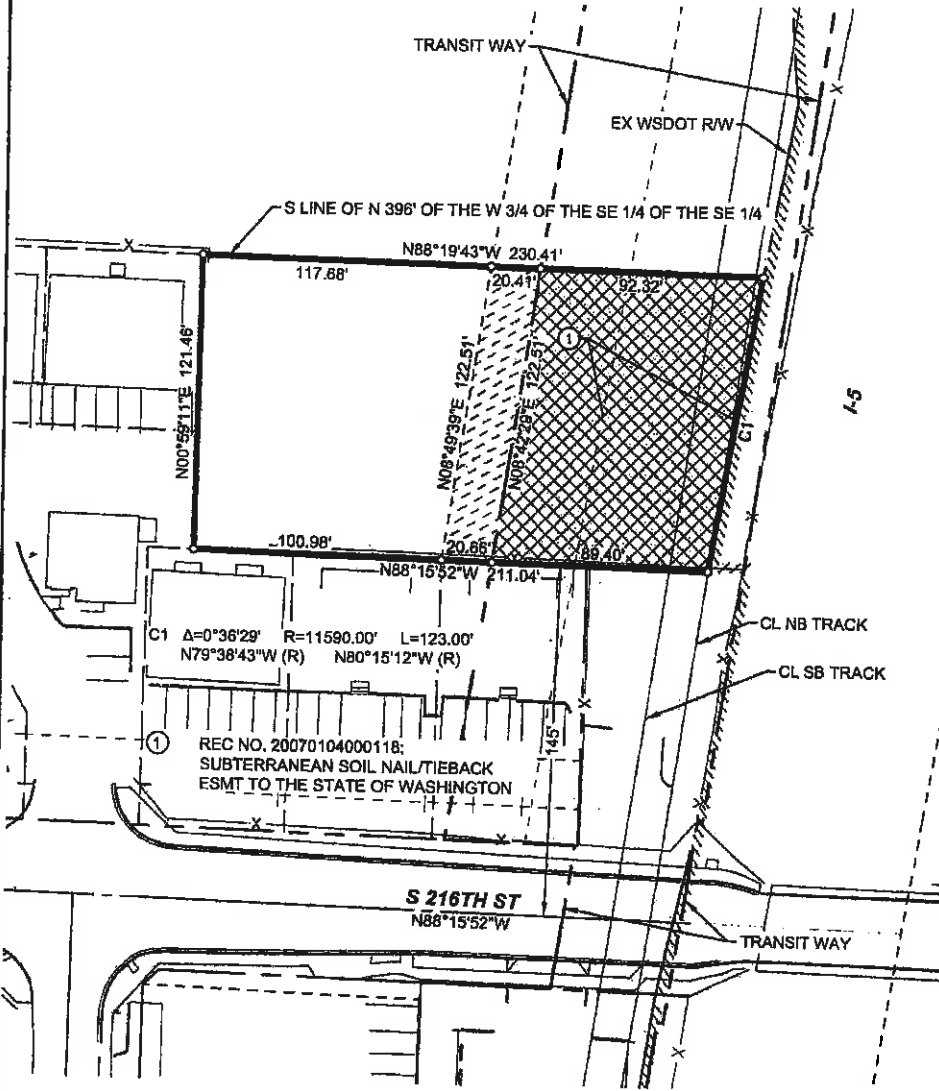 TRANSIT WAY
EX WSDOT R/W
S LINE OF N 396' OF THE W 3/4 OF THE SE 1/4 OF THE SE 1/4
N88°19'43"W 230.41'
117.68'
20.41'
92.32'
N00°59'11"E 121.46'
N08°49'39"E 122.51'
N08°42'29"E 122.51'
1
C1
I-5
100.98'
20.66'
89.40'
N88°15'52"W 211.04'
C1 Δ=0°36'29' R=11590.00' L=123.00'
N79°38'43"W (R) N80°15'12"W (R)
CL NB TRACK
CL SB TRACK
145'
1 REC NO. 20070104000118;
SUBTERRANEAN SOIL NAIL/TIEBACK
ESMT TO THE STATE OF WASHINGTON
S 216TH ST
N88°15'52"W
TRANSIT WAY